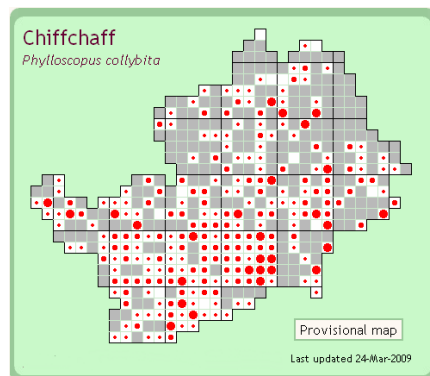 Chiffchaff
Phylloscopus collybita
Provisional map
Last updated 24-Mar-2009